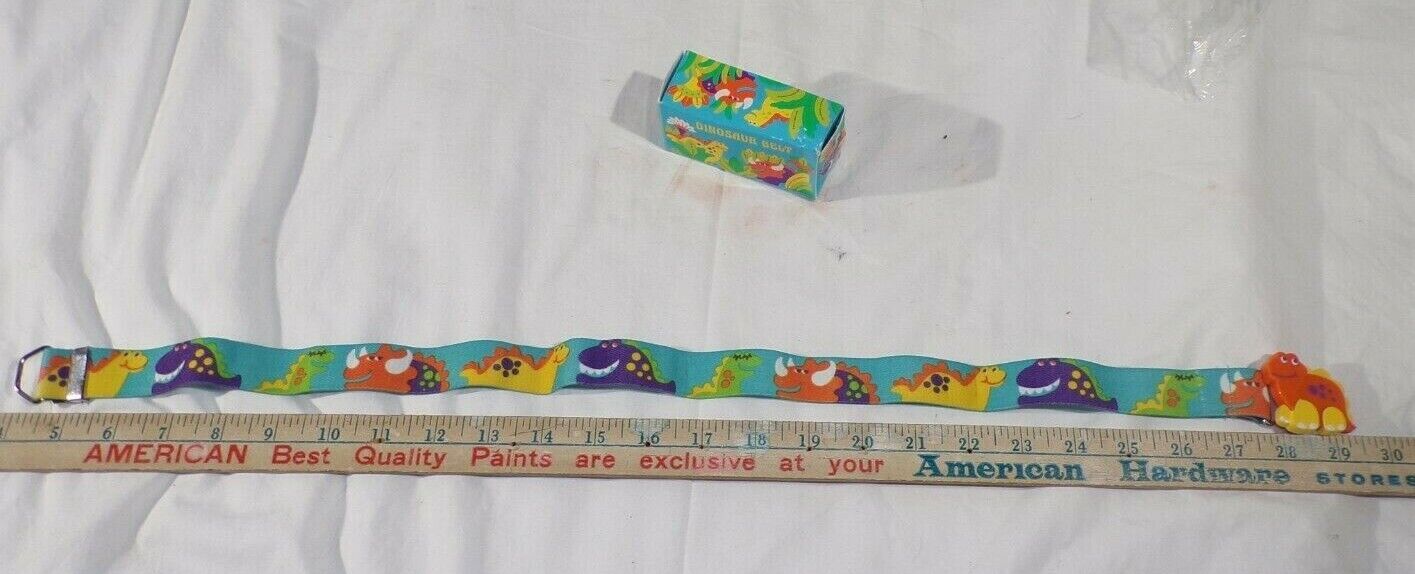 DINOSAUR BELT
5 6 7 8 9 10 11 12 13 14 15 16 17 18 19 20 21 22 23 24 25 26 27 28 29 30
AMERICAN Best Quality Paints are exclusive at your American Hardware STORES